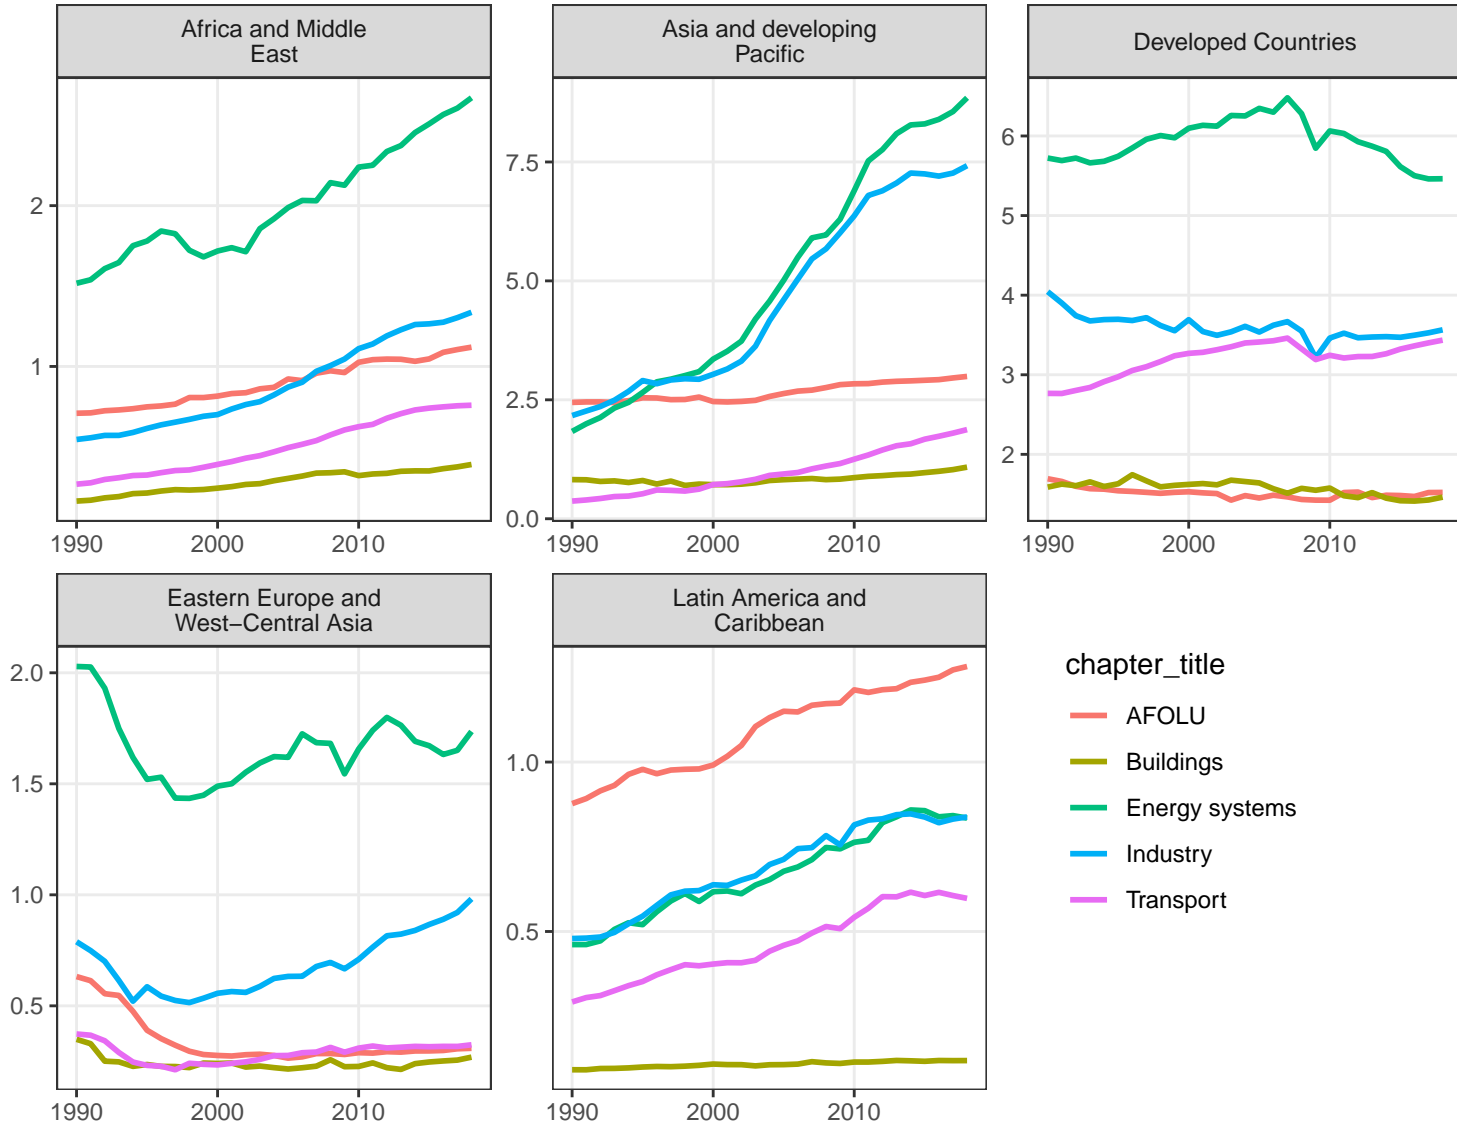 Africa and Middle
East
Asia and developing
Pacific
Developed Countries
2
1
1990 2000 2010
7.5
5.0
2.5
0.0
1990 2000 2010
6
5
4
3
2
1990 2000 2010
Eastern Europe and
West−Central Asia
Latin America and
Caribbean
2.0
1.5
1.0
0.5
1990 2000 2010
1.0
0.5
1990 2000 2010
chapter_title
AFOLU
Buildings
Energy systems
Industry
Transport